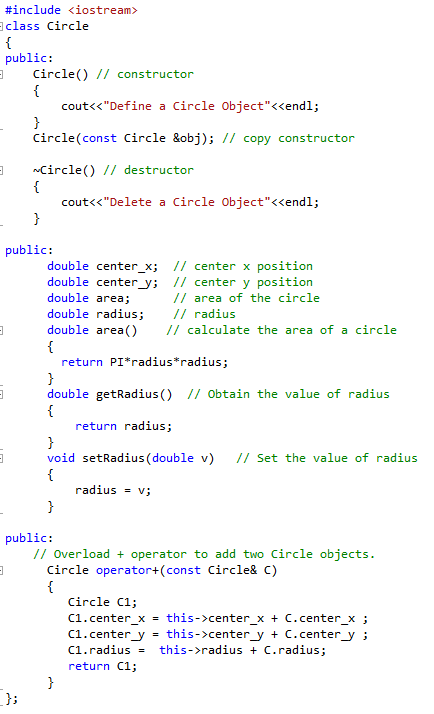 #include <iostream>
class Circle
{
public:
    Circle() // constructor
    {
        cout<<"Define a Circle Object"<<endl;
    }
    Circle(const Circle &obj); // copy constructor

    ~Circle() // destructor
    {
        cout<<"Delete a Circle Object"<<endl;
    }

public:
      double center_x;  // center x position
      double center_y;  // center y position
      double area;      // area of the circle
      double radius;    // radius
      double area()    // calculate the area of a circle
      {
        return PI*radius*radius;
      }
      double getRadius()  // Obtain the value of radius
      {
          return radius;
      }
      void setRadius(double v)   // Set the value of radius
      {
          radius = v;
      }

public:
    // Overload + operator to add two Circle objects.
      Circle operator+(const Circle& C)
      {
         Circle C1;
         C1.center_x = this->center_x + C.center_x ;
         C1.center_y = this->center_y + C.center_y ;
         C1.radius =  this->radius + C.radius;
         return C1;
      }
};